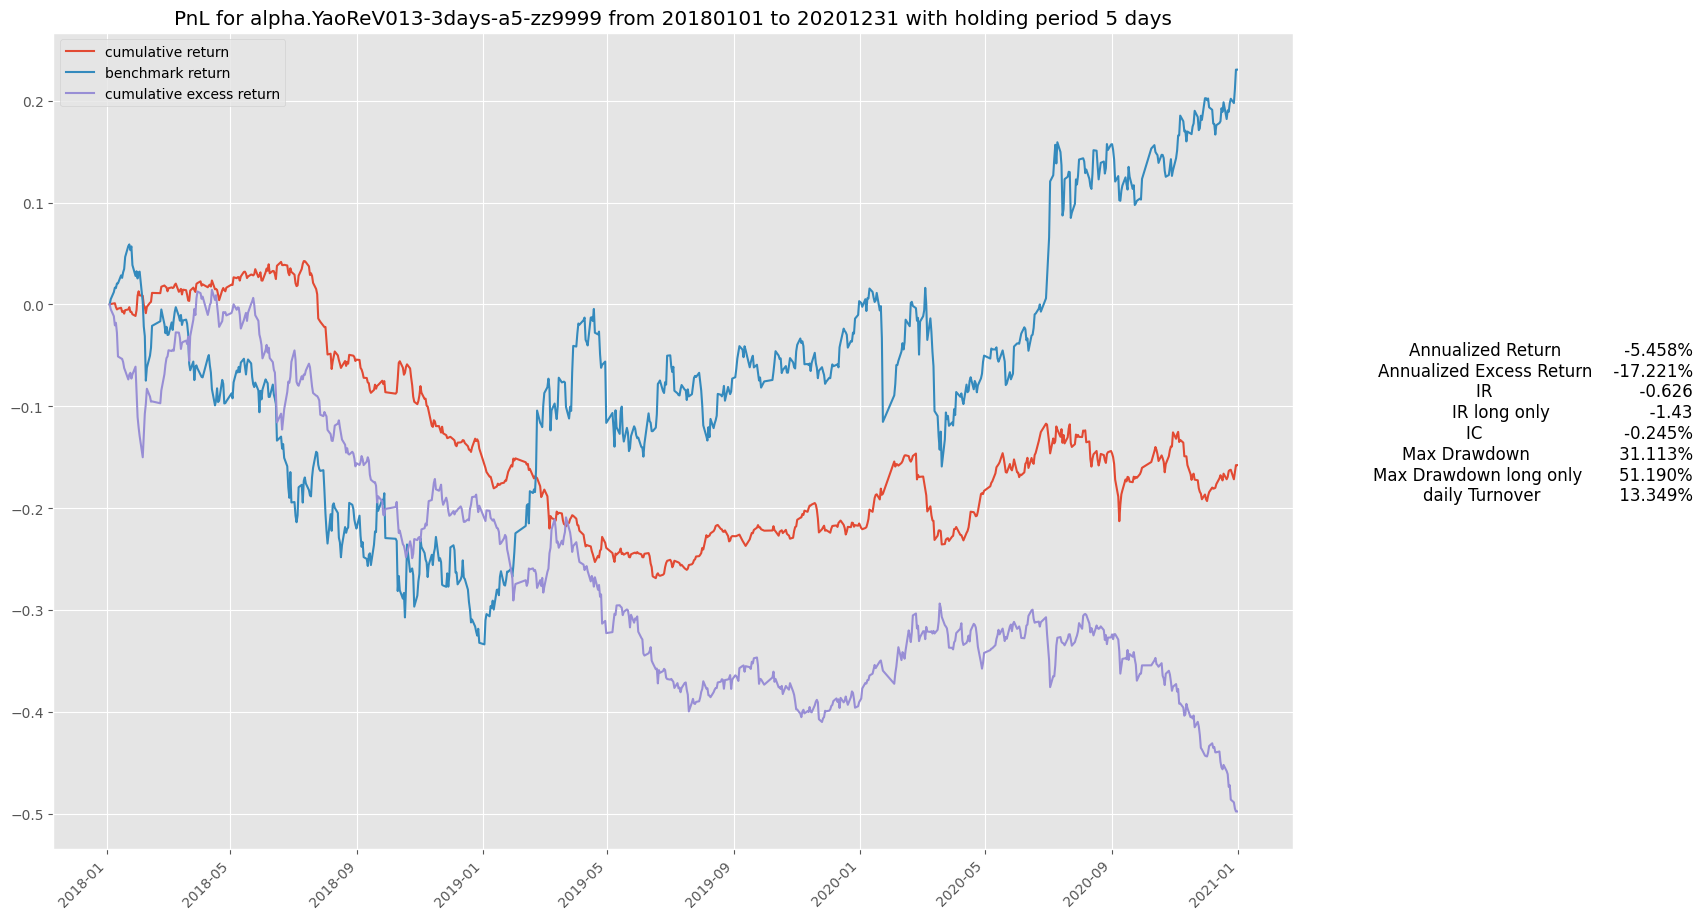 PnL for alpha.YaoReV013-3days-a5-zz9999 from 20180101 to 20201231 with holding period 5 days
cumulative return
benchmark return
cumulative excess return
0.2
0.1
0.0
−0.1
−0.2
−0.3
−0.4
−0.5
2018-01
2018-05
2018-09
2019-01
2019-05
2019-09
2020-01
2020-05
2020-09
2021-01
Annualized Return -5.458%
Annualized Excess Return -17.221%
IR -0.626
IR long only -1.43
IC -0.245%
Max Drawdown 31.113%
Max Drawdown long only 51.190%
daily Turnover 13.349%